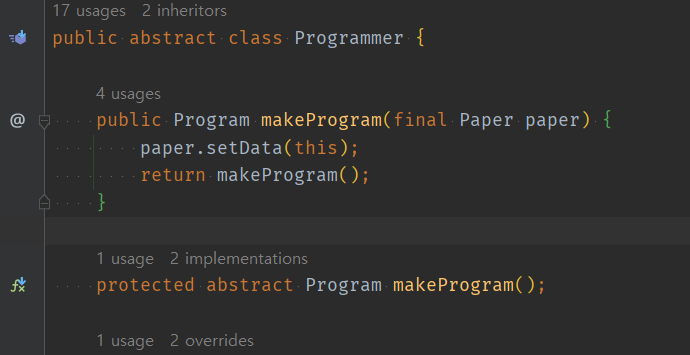 17 usages 2 inheritors
public abstract class Programmer {
4 usages
@ public Program makeProgram(final Paper paper) {
paper.setData(this);
return makeProgram();
}
1 usage 2 implementations
protected abstract Program makeProgram();
1 usage 2 overrides